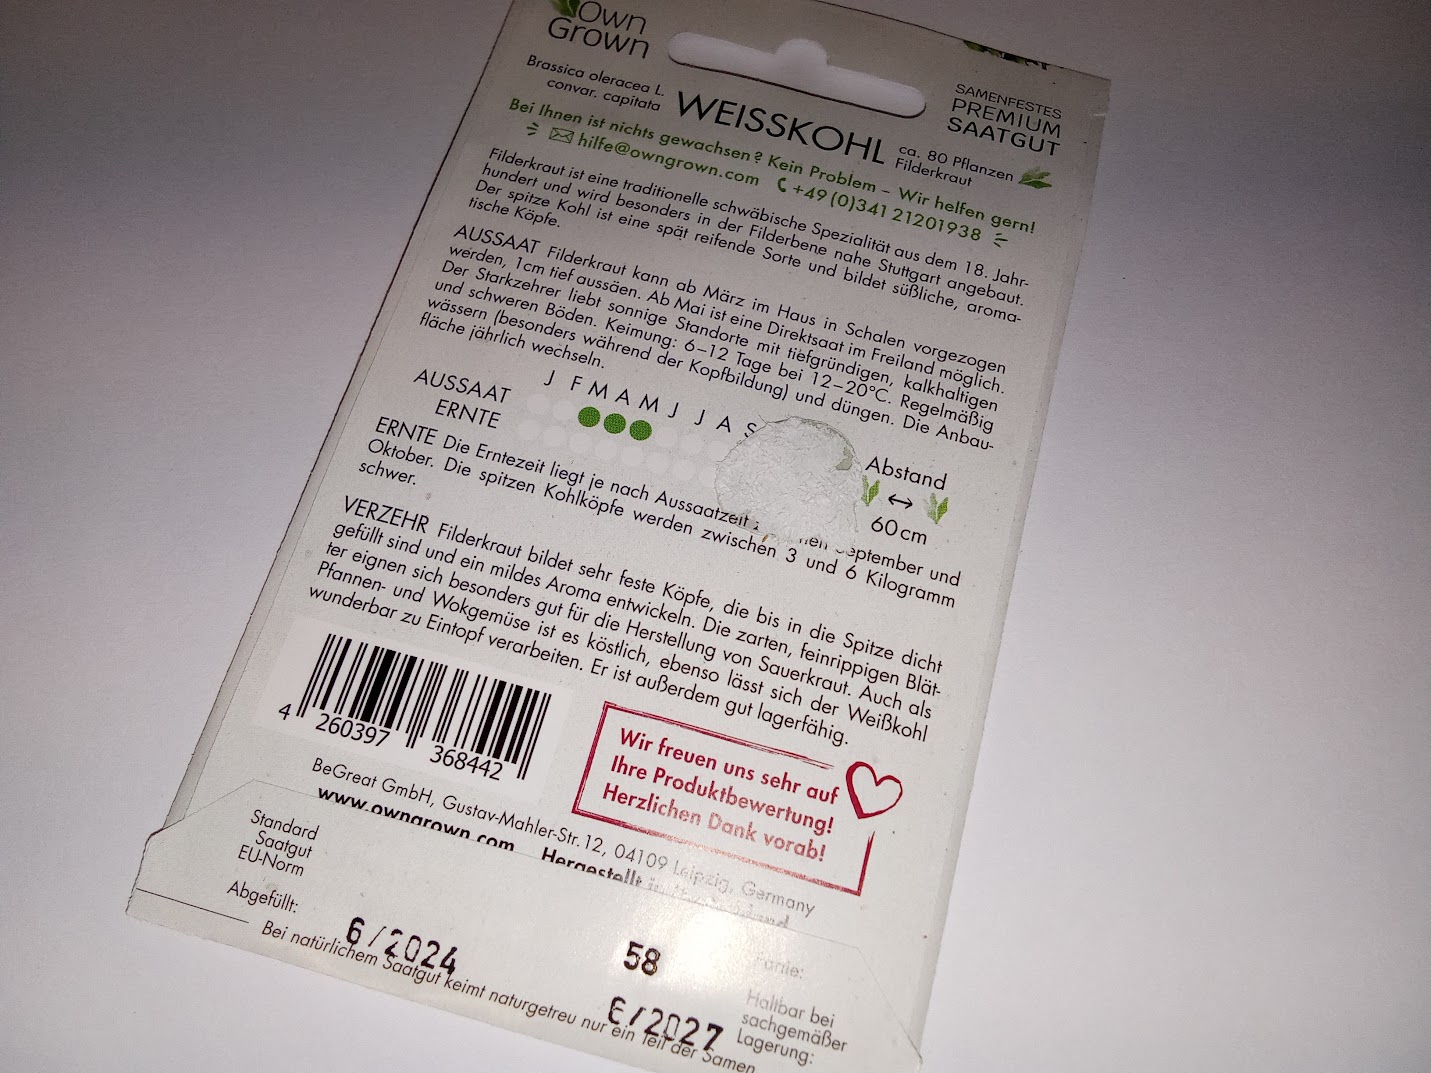 Own
Grown
Brassica oleracea L.
convar. capitata
WEISSKOHL
ca. 80 Pflanzen
Filderkraut
SAMENFESTES
PREMIUM
SAATGUT
Bei Ihnen ist nichts gewachsen? Kein Problem – Wir helfen gern!
hilfe@owngrown.com +49 (0)341 21201938
Filderkraut ist eine traditionelle schwäbische Spezialität aus dem 18. Jahr-
hundert und wird besonders in der Filderbene nahe Stuttgart angebaut.
Der spitze Kohl ist eine spät reifende Sorte und bildet süßliche, aroma-
tische Köpfe.
AUSSAAT Filderkraut kann ab März im Haus in Schalen vorgezogen
werden, 1cm tief aussäen. Ab Mai ist eine Direktsaat im Freiland möglich.
Der Starkzehrer liebt sonnige Standorte mit tiefgründigen, kalkhaltigen
und schweren Böden. Keimung: 6–12 Tage bei 12–20°C. Regelmäßig
wässern (besonders während der Kopfbildung) und düngen. Die Anbau-
fläche jährlich wechseln.
J F M A M J J A S
AUSSAAT
ERNTE
Abstand
60cm
ERNTE Die Erntezeit liegt je nach Aussaatzeit September und
Oktober. Die spitzen Kohlköpfe werden zwischen 3 und 6 Kilogramm
schwer.
VERZEHR Filderkraut bildet sehr feste Köpfe, die bis in die Spitze dicht
gefüllt sind und ein mildes Aroma entwickeln. Die zarten, feinrippigen Blät-
ter eignen sich besonders gut für die Herstellung von Sauerkraut. Auch als
Pfannen- und Wokgemüse ist es köstlich, ebenso lässt sich der Weißkohl
wunderbar zu Eintopf verarbeiten. Er ist außerdem gut lagerfähig.
4 260397 368442
Wir freuen uns sehr auf
Ihre Produktbewertung!
Herzlichen Dank vorab!
BeGreat GmbH, Gustav-Mahler-Str. 12, 04109 Leipzig, Germany
www.owngrown.com Hergestellt in
Standard
Saatgut
EU-Norm
Abgefüllt:
6/2024
58
Haltbar bei
sachgemäßer
Lagerung:
6/2027
Bei natürlichem Saatgut keimt naturgetreu nur ein Teil der Samen